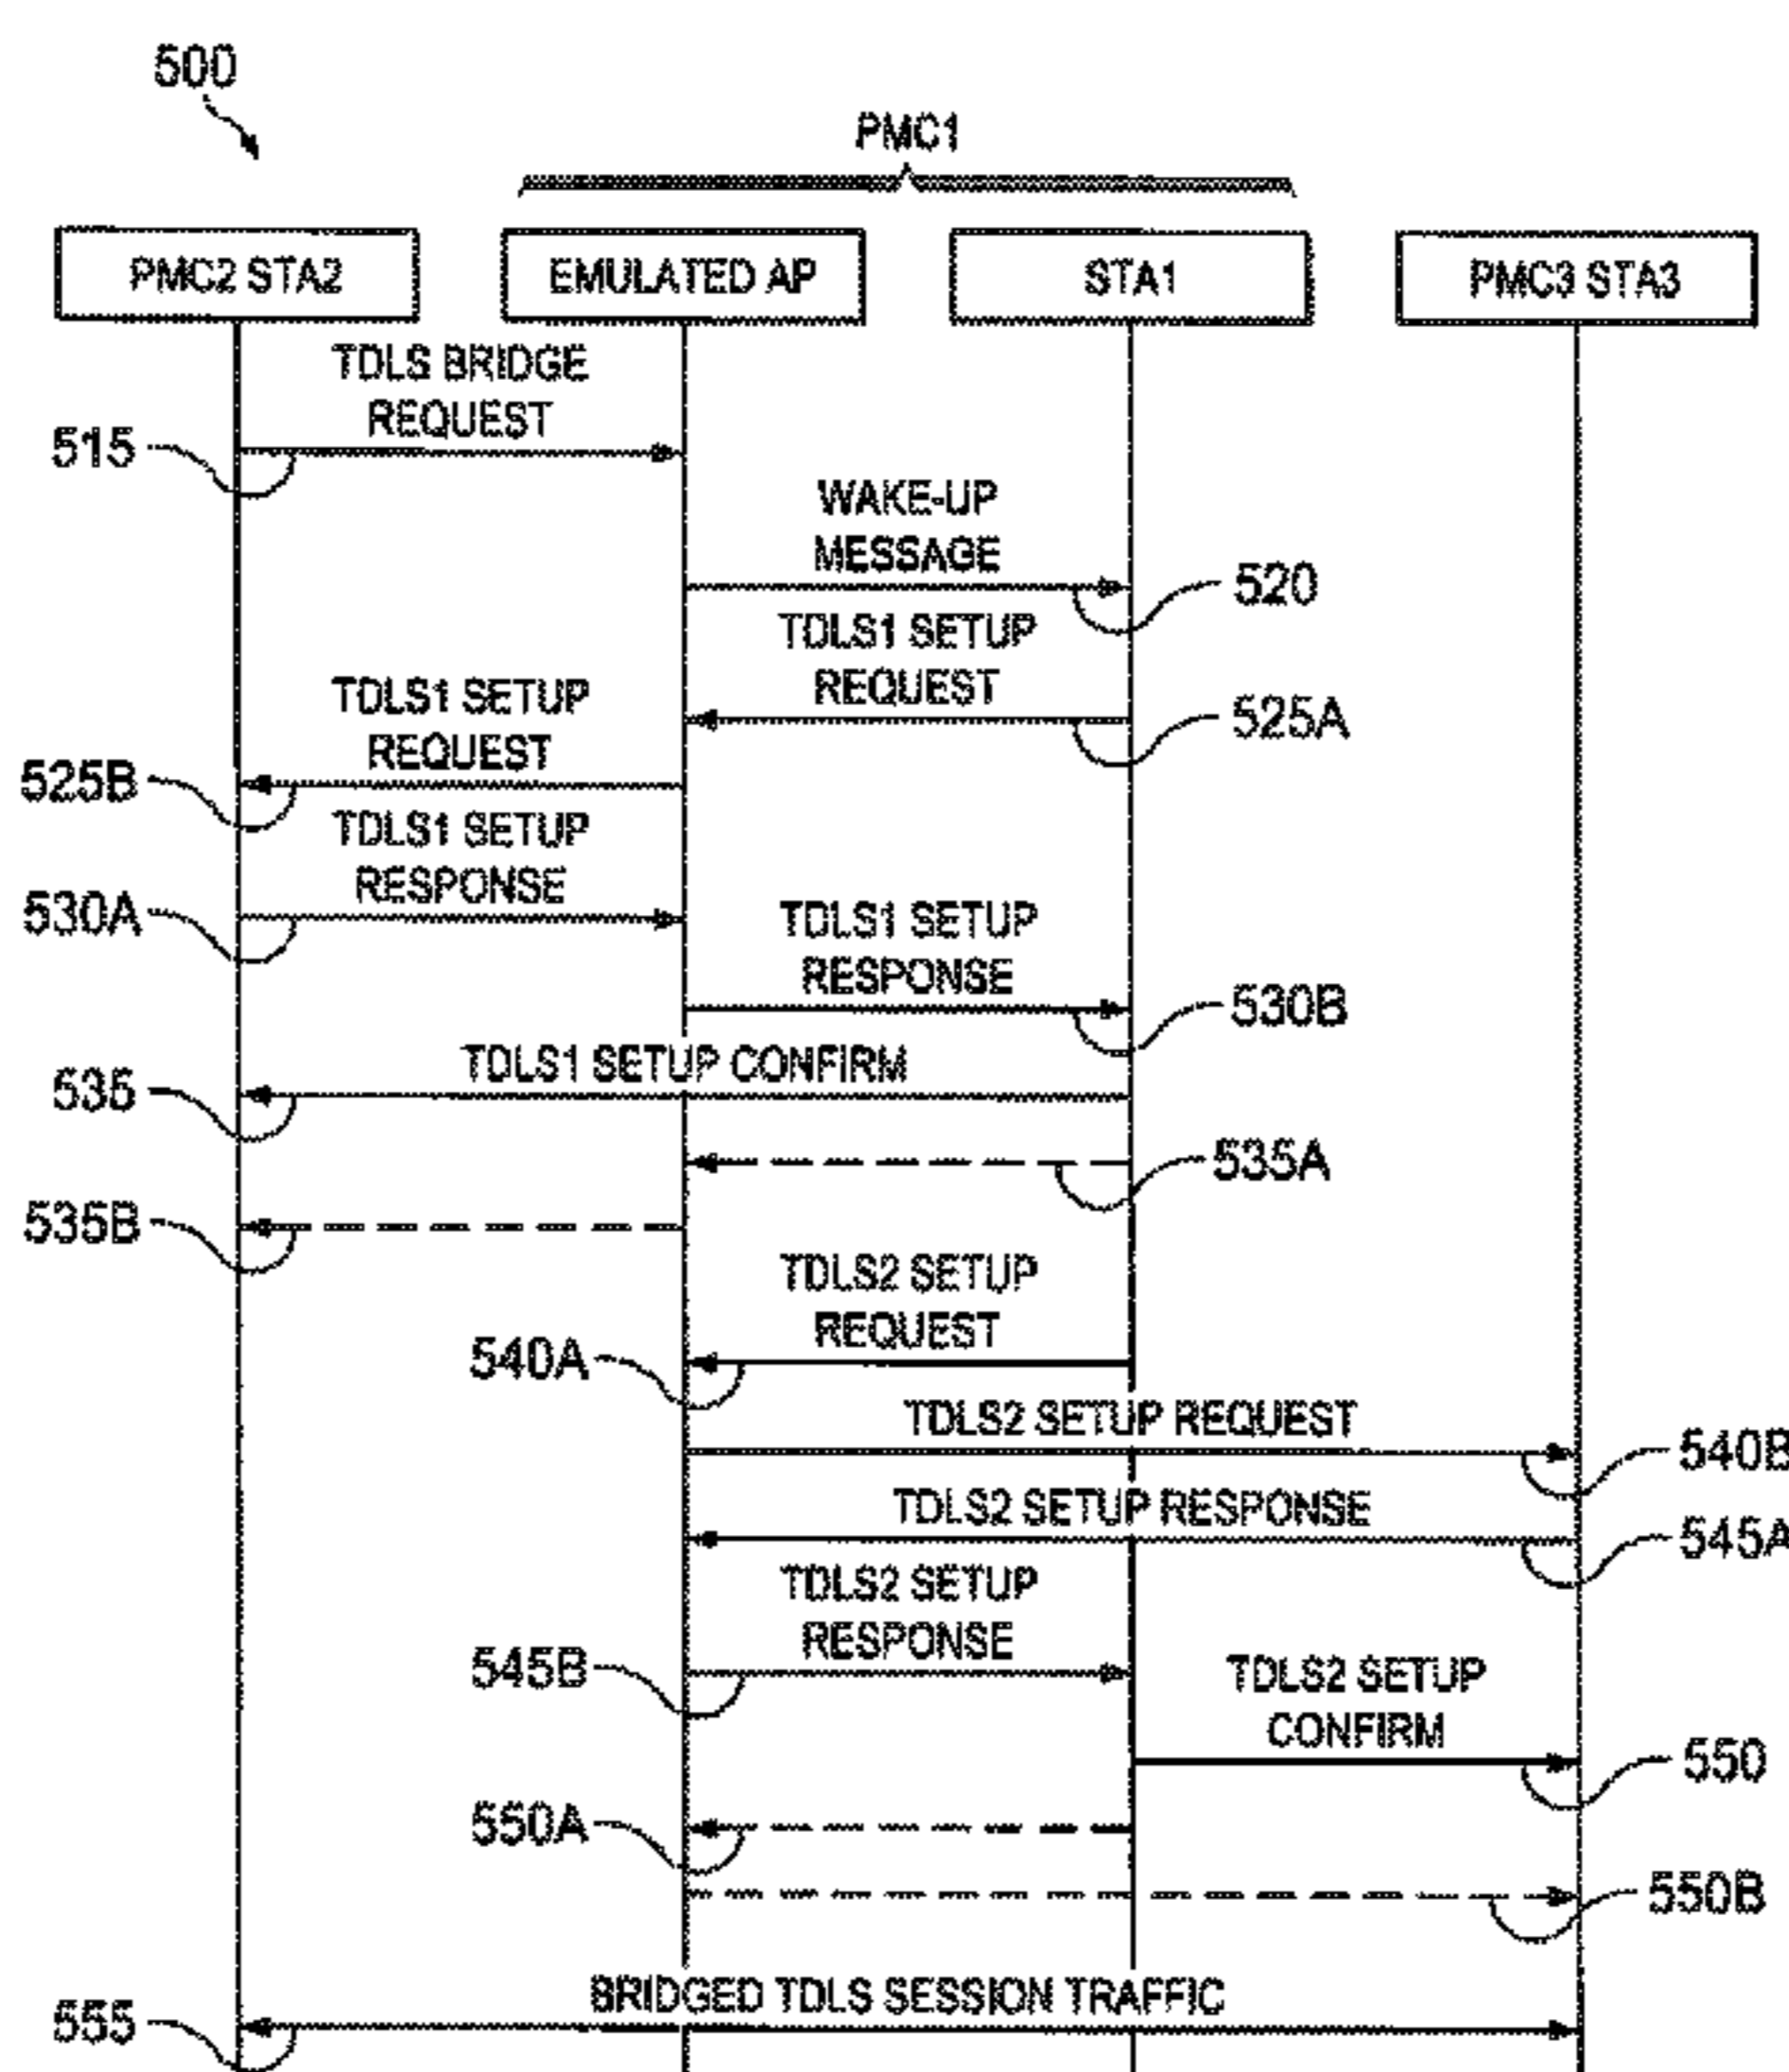 500
PMC1
PMC2 STA2
EMULATED AP
STA1
PMC3 STA3
TDLS BRIDGE
REQUEST
515
WAKE-UP
MESSAGE
520
TDLS1 SETUP
REQUEST
525A
TDLS1 SETUP
REQUEST
525B
TDLS1 SETUP
RESPONSE
530A
TDLS1 SETUP
RESPONSE
530B
TDLS1 SETUP CONFIRM
535
535A
535B
TDLS2 SETUP
REQUEST
540A
TDLS2 SETUP REQUEST
540B
TDLS2 SETUP RESPONSE
545A
TDLS2 SETUP
RESPONSE
545B
TDLS2 SETUP
CONFIRM
550
550A
550B
BRIDGED TDLS SESSION TRAFFIC
555